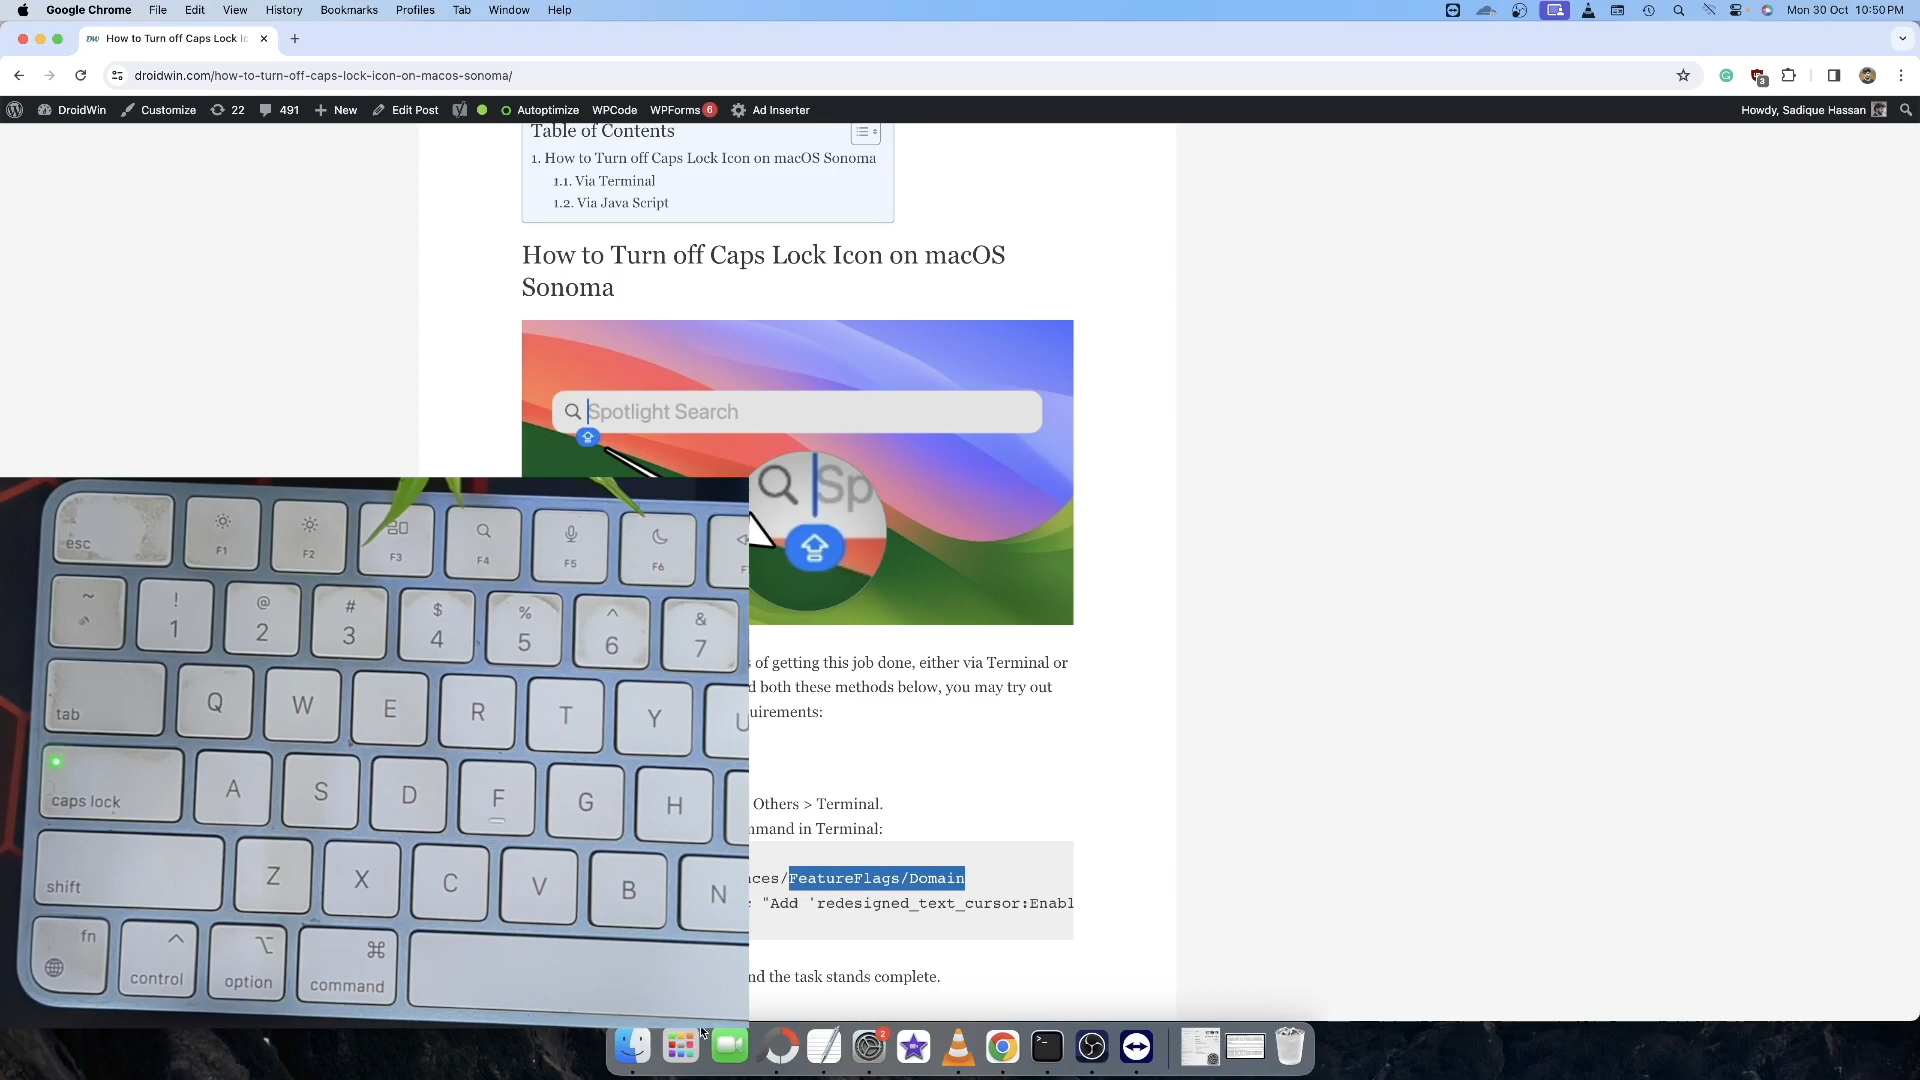 Google Chrome File Edit View History Bookmarks Profiles Tab Window Help Mon 30 Oct 10:50 PM
How to Turn off Caps Lock Ic
droidwin.com/how-to-turn-off-caps-lock-icon-on-macos-sonoma/
3
DroidWin Customize 22 491 New Edit Post Autoptimize WPCode WPForms 6 Ad Inserter Howdy, Sadique Hassan
Table of Contents
1. How to Turn off Caps Lock Icon on macOS Sonoma
1.1. Via Terminal
1.2. Via Java Script
How to Turn off Caps Lock Icon on macOS
Sonoma
Spotlight Search
Sp
of getting this job done, either via Terminal or
both these methods below, you may try out
uirements:
Others > Terminal.
mmand in Terminal:
nces/FeatureFlags/Domain
"Add 'redesigned_text_cursor:Enabl
nd the task stands complete.
esc F1 F2 F3 F4 F5 F6
~ ! @ # $ % ^ &
1 2 3 4 5 6 7
tab Q W E R T Y U
caps lock A S D F G H
shift Z X C V B N
fn control option command
2